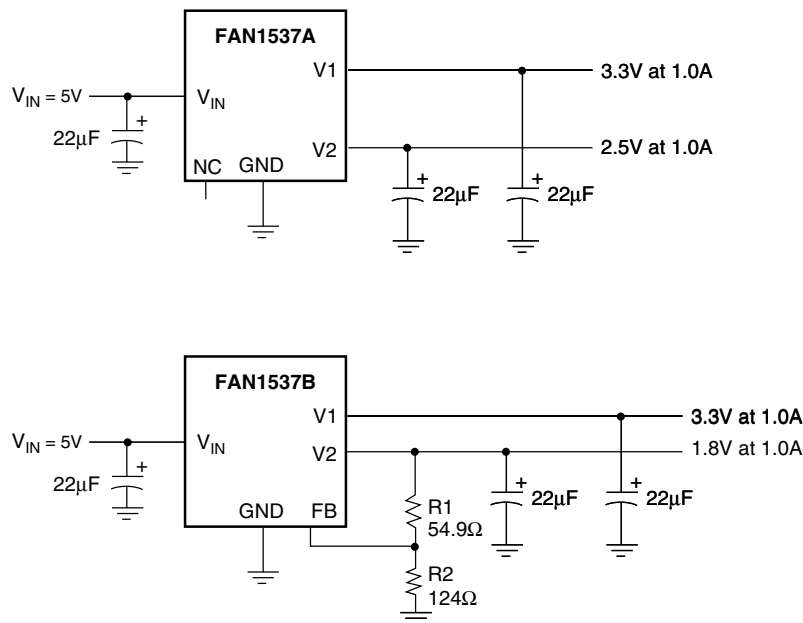 FAN1537A
V1
3.3V at 1.0A
VIN = 5V
VIN
22μF
V2
2.5V at 1.0A
NC
GND
22μF
22μF
FAN1537B
V1
3.3V at 1.0A
VIN = 5V
VIN
V2
1.8V at 1.0A
22μF
GND
FB
R1
54.9Ω
22μF
22μF
R2
124Ω